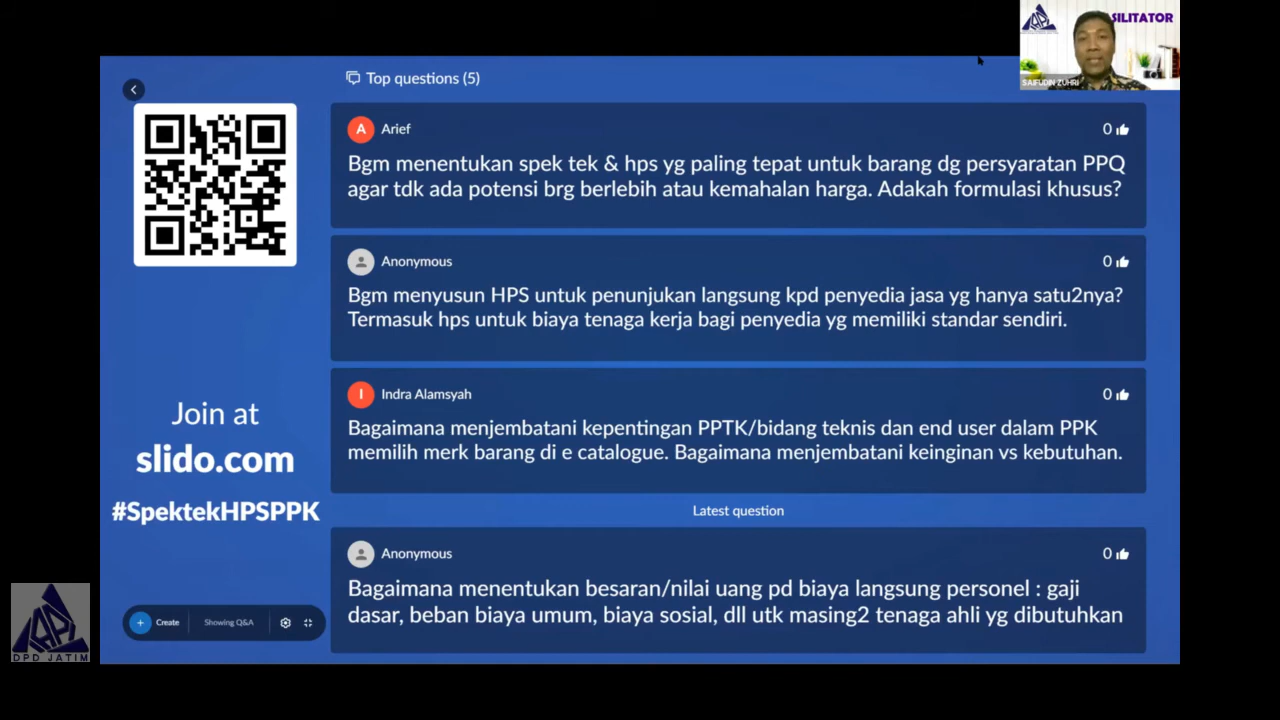 SILITATOR
SAIFUDIN ZUHRI
Top questions (5)
A Arief 0
Bgm menentukan spek tek & hps yg paling tepat untuk barang dg persyaratan PPQ
agar tdk ada potensi brg berlebih atau kemahalan harga. Adakah formulasi khusus?
Anonymous 0
Bgm menyusun HPS untuk penunjukan langsung kpd penyedia jasa yg hanya satu2nya?
Termasuk hps untuk biaya tenaga kerja bagi penyedia yg memiliki standar sendiri.
I Indra Alamsyah 0
Bagaimana menjembatani kepentingan PPTK/bidang teknis dan end user dalam PPK
memilih merk barang di e catalogue. Bagaimana menjembatani keinginan vs kebutuhan.
Latest question
Anonymous 0
Bagaimana menentukan besaran/nilai uang pd biaya langsung personel : gaji
dasar, beban biaya umum, biaya sosial, dll utk masing2 tenaga ahli yg dibutuhkan
Join at
slido.com
#SpektekHPSPPK
Create
Showing Q&A
DPD JATIM